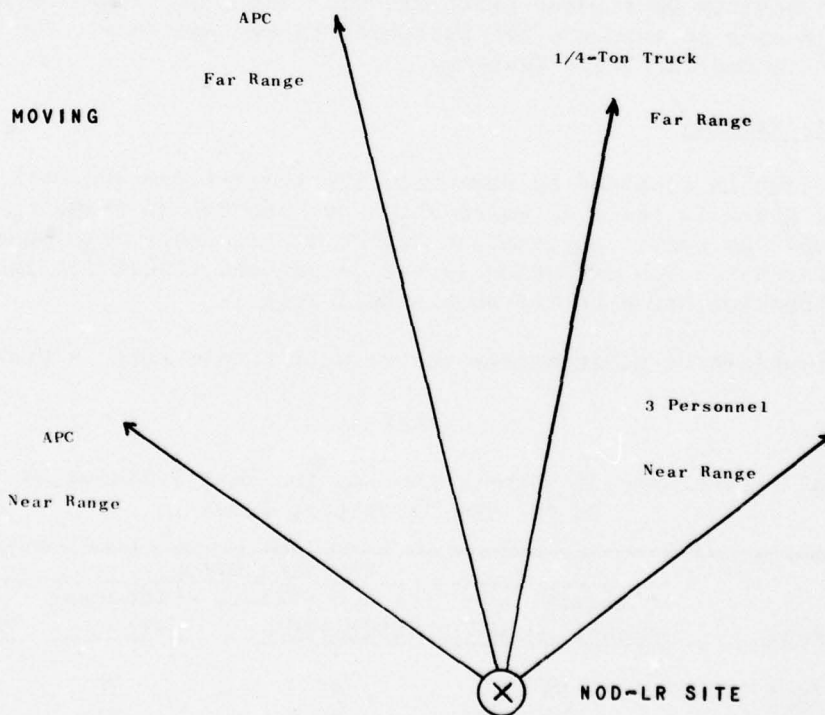 APC
Far Range
1/4-Ton Truck
Far Range
MOVING
3 Personnel
Near Range
APC
Near Range
NOD-LR SITE